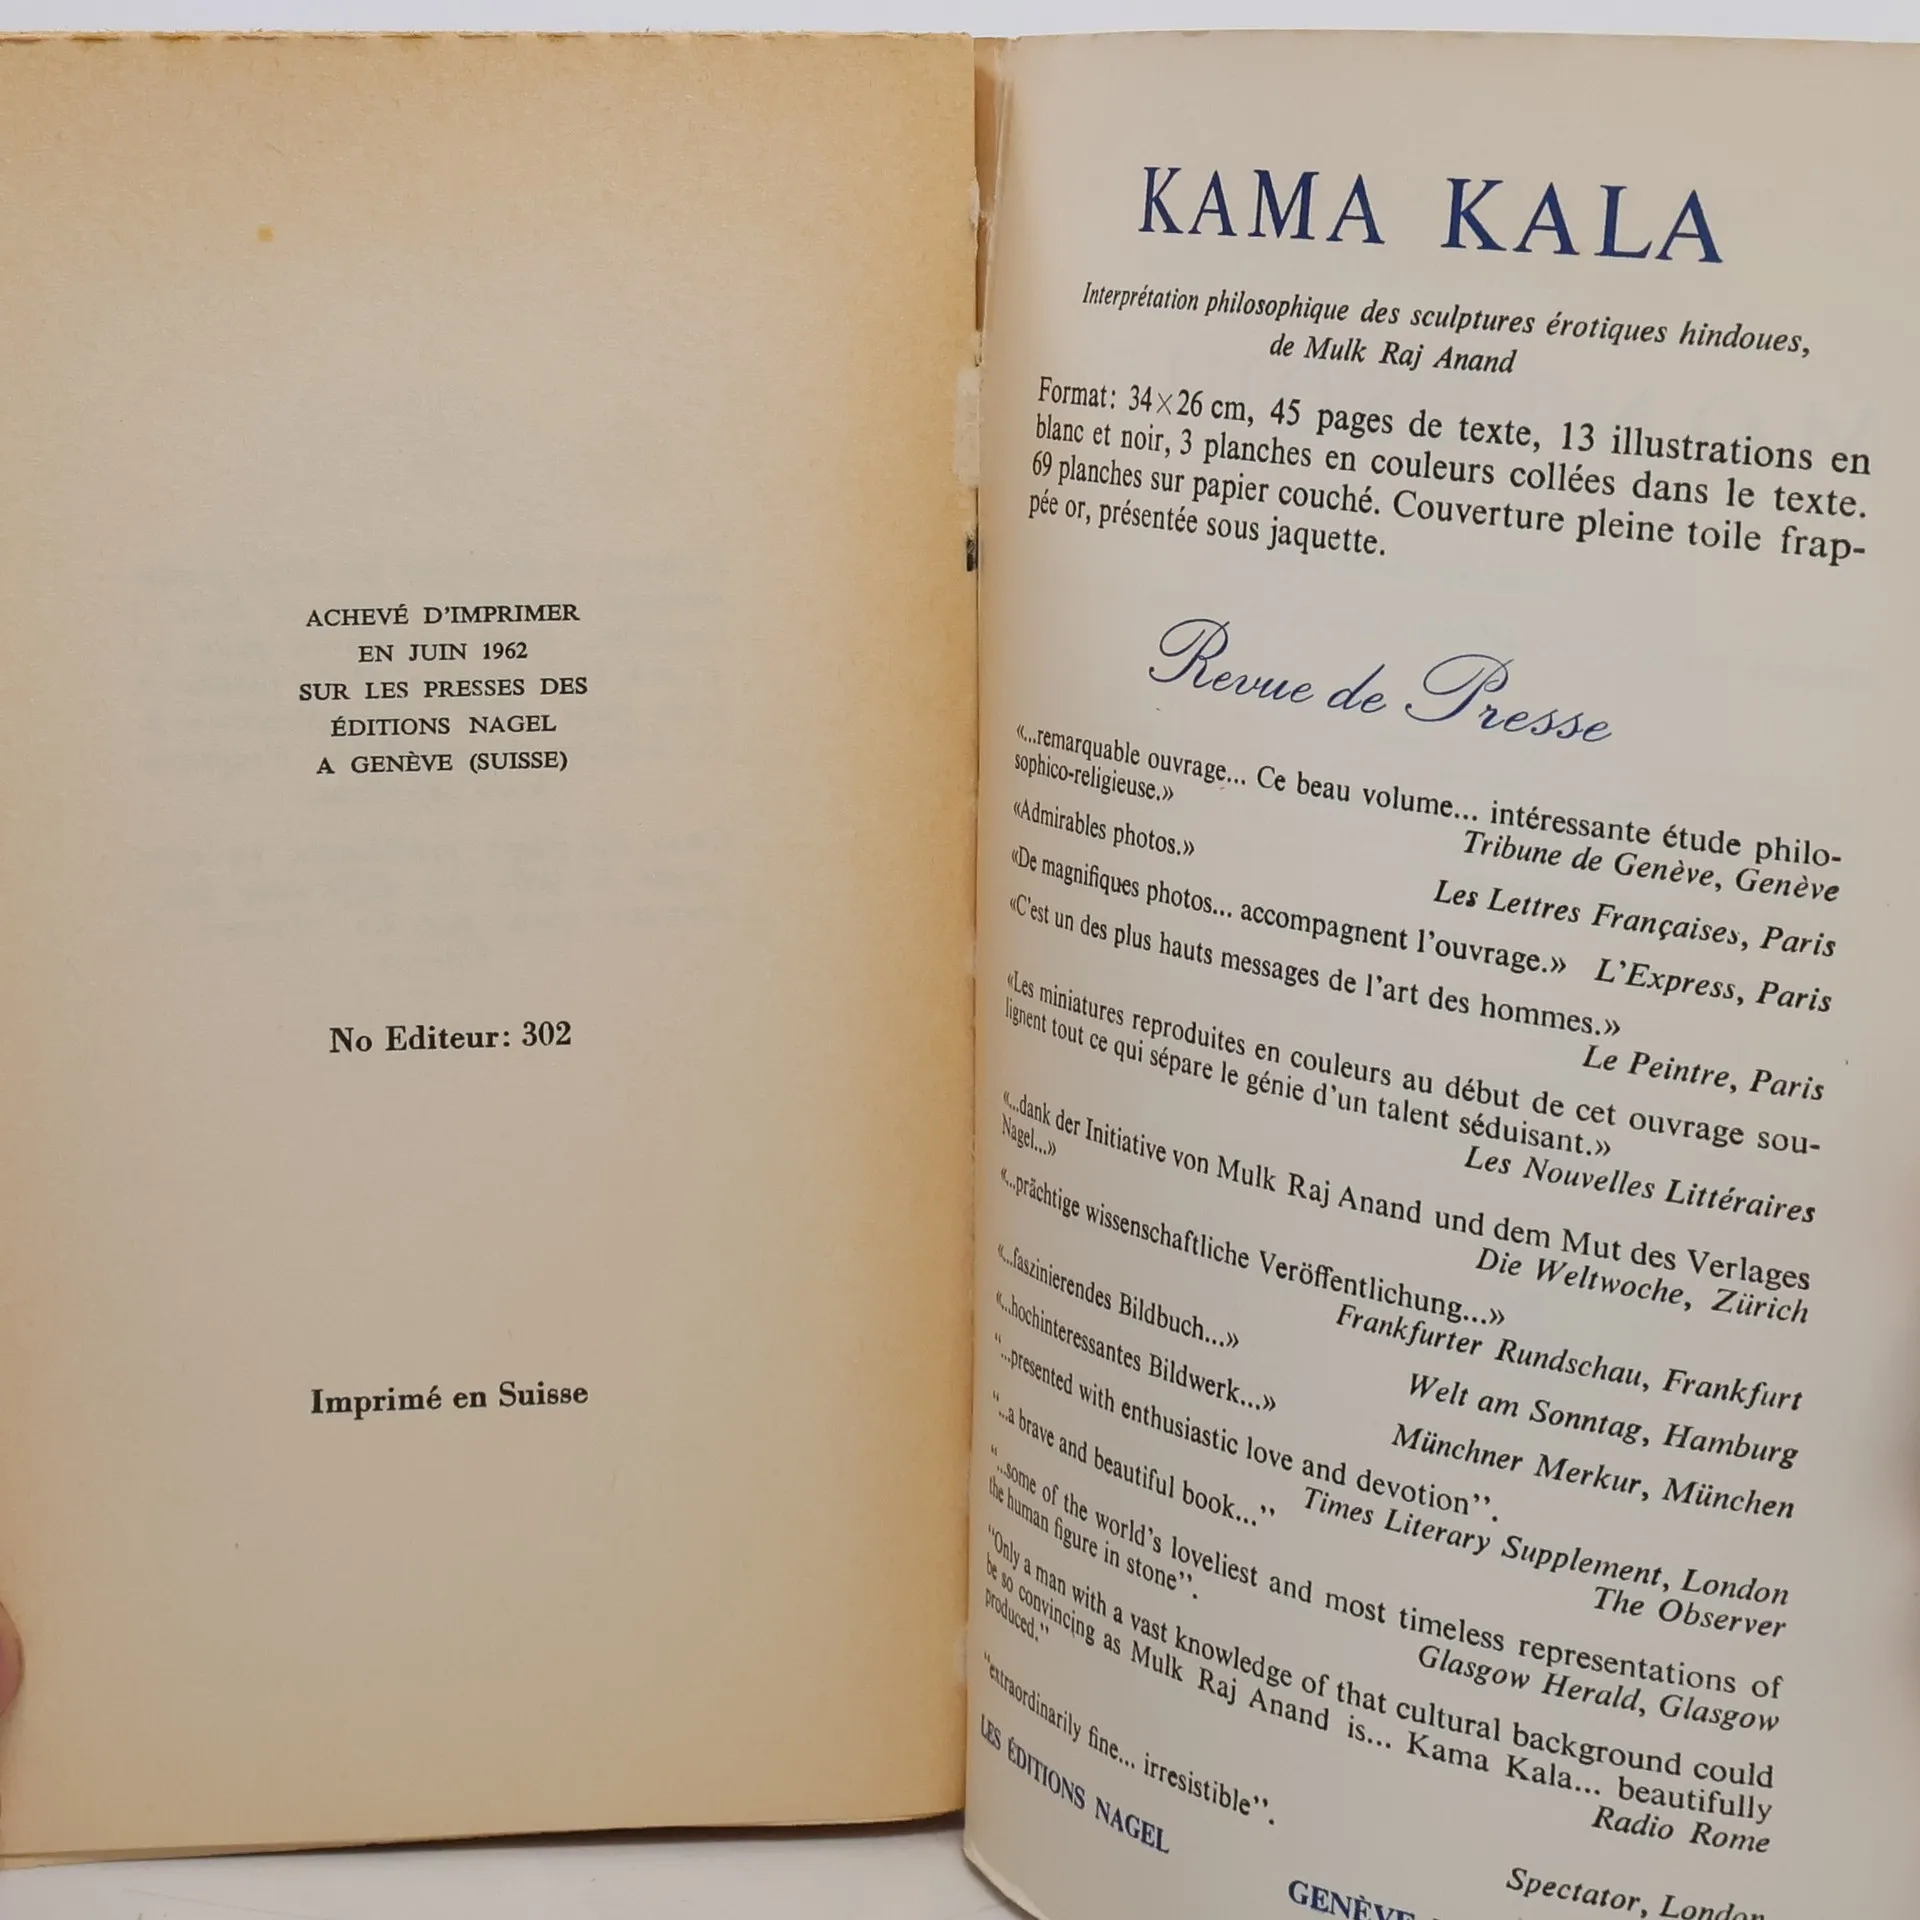 ACHEVÉ D'IMPRIMER
EN JUIN 1962
SUR LES PRESSES DES
ÉDITIONS NAGEL
A GENÈVE (SUISSE)
No Editeur: 302
Imprimé en Suisse
KAMA KALA
Interprétation philosophique des sculptures érotiques hindoues,
de Mulk Raj Anand
Format: 34×26 cm, 45 pages de texte, 13 illustrations en
blanc et noir, 3 planches en couleurs collées dans le texte.
69 planches sur papier couché. Couverture pleine toile frap-
pée or, présentée sous jaquette.
Revue de Presse
«...remarquable ouvrage... Ce beau volume... intéressante étude philo-
sophico-religieuse.»
Tribune de Genève, Genève
«Admirables photos.»
Les Lettres Françaises, Paris
«De magnifiques photos... accompagnent l'ouvrage.» L'Express, Paris
«C'est un des plus hauts messages de l'art des hommes.»
Le Peintre, Paris
«Les miniatures reproduites en couleurs au début de cet ouvrage sou-
lignent tout ce qui sépare le génie d'un talent séduisant.»
Les Nouvelles Littéraires
«...dank der Initiative von Mulk Raj Anand und dem Mut des Verlages
Nagel...»
Die Weltwoche, Zürich
«...prächtige wissenschaftliche Veröffentlichung...»
Frankfurter Rundschau, Frankfurt
«...faszinierendes Bildbuch...»
Welt am Sonntag, Hamburg
«...hochinteressantes Bildwerk...»
Münchner Merkur, München
"...presented with enthusiastic love and devotion".
Times Literary Supplement, London
"...a brave and beautiful book..."
The Observer
"...some of the world's loveliest and most timeless representations of
the human figure in stone".
Glasgow Herald, Glasgow
"Only a man with a vast knowledge of that cultural background could
be so convincing as Mulk Raj Anand is... Kama Kala... beautifully
produced."
Radio Rome
"extraordinarily fine... irresistible".
Spectator, London
LES ÉDITIONS NAGEL
GENÈVE